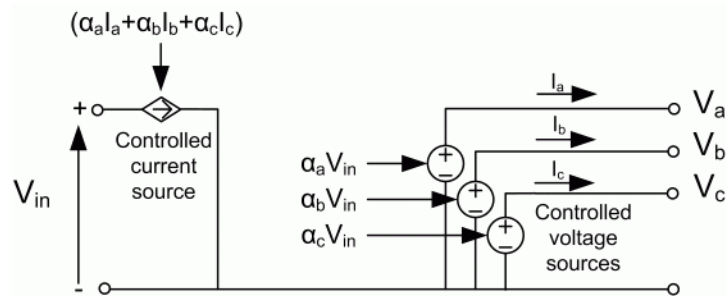 (αaIa+αbIb+αcIc)
+
Controlled
current
source
Vin
-
Ia
Va
Ib
Vb
Ic
Vc
αaVin
αbVin
αcVin
+
−
+
−
+
−
Controlled
voltage
sources